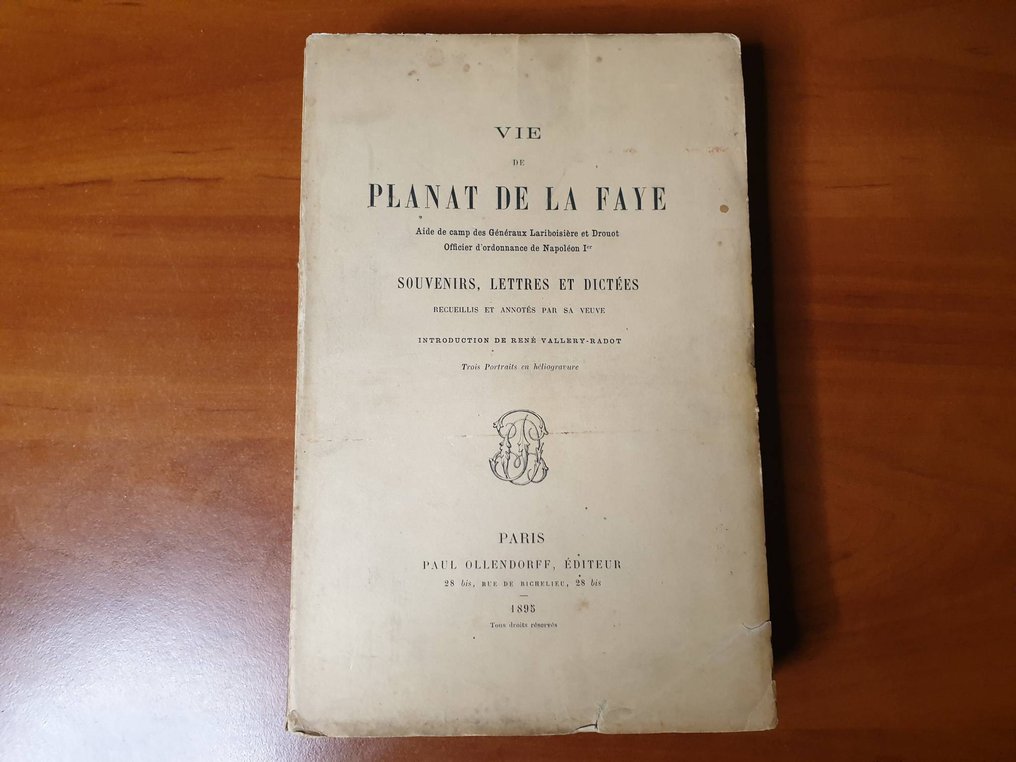 VIE
DE
PLANAT DE LA FAYE
Aide de camp des Généraux Lariboisière et Drouot
Officier d'ordonnance de Napoléon Ier
SOUVENIRS, LETTRES ET DICTÉES
RECUEILLIS ET ANNOTÉS PAR SA VEUVE
INTRODUCTION DE RENÉ VALLERY-RADOT
Trois Portraits en héliogravure
PARIS
PAUL OLLENDORFF, ÉDITEUR
28 bis, RUE DE RICHELIEU, 28 bis
1895
Tous droits réservés